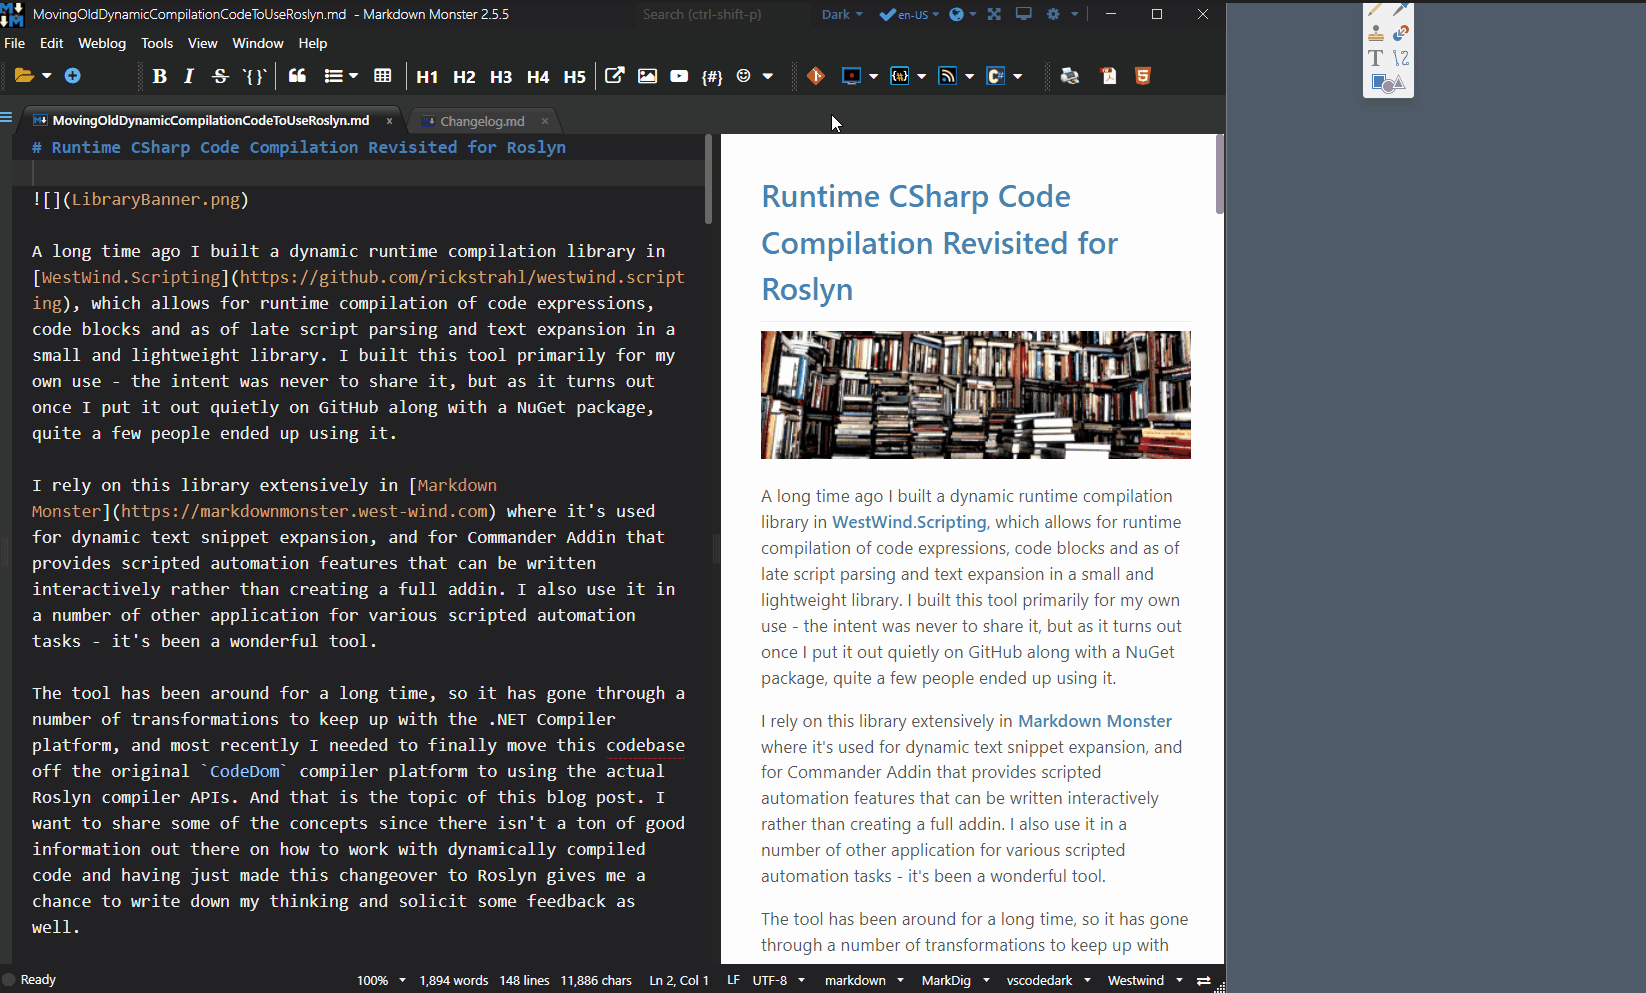 MovingOldDynamicCompilationCodeToUseRoslyn.md - Markdown Monster 2.5.5
Search (ctrl-shift-p)
Dark
en-US
File Edit Weblog Tools View Window Help
B I S `{}` H1 H2 H3 H4 H5 {#}
MovingOldDynamicCompilationCodeToUseRoslyn.md x
Changelog.md x
# Runtime CSharp Code Compilation Revisited for Roslyn
![](LibraryBanner.png)
A long time ago I built a dynamic runtime compilation library in
[WestWind.Scripting](https://github.com/rickstrahl/westwind.script
ing), which allows for runtime compilation of code expressions,
code blocks and as of late script parsing and text expansion in a
small and lightweight library. I built this tool primarily for my
own use - the intent was never to share it, but as it turns out
once I put it out quietly on GitHub along with a NuGet package,
quite a few people ended up using it.
I rely on this library extensively in [Markdown
Monster](https://markdownmonster.west-wind.com) where it's used
for dynamic text snippet expansion, and for Commander Addin that
provides scripted automation features that can be written
interactively rather than creating a full addin. I also use it in
a number of other application for various scripted automation
tasks - it's been a wonderful tool.
The tool has been around for a long time, so it has gone through a
number of transformations to keep up with the .NET Compiler
platform, and most recently I needed to finally move this codebase
off the original `CodeDom` compiler platform to using the actual
Roslyn compiler APIs. And that is the topic of this blog post. I
want to share some of the concepts since there isn't a ton of good
information out there on how to work with dynamically compiled
code and having just made this changeover to Roslyn gives me a
chance to write down my thinking and solicit some feedback as
well.
Runtime CSharp Code
Compilation Revisited for
Roslyn
A long time ago I built a dynamic runtime compilation
library in WestWind.Scripting, which allows for runtime
compilation of code expressions, code blocks and as of
late script parsing and text expansion in a small and
lightweight library. I built this tool primarily for my own
use - the intent was never to share it, but as it turns out
once I put it out quietly on GitHub along with a NuGet
package, quite a few people ended up using it.
I rely on this library extensively in Markdown Monster
where it's used for dynamic text snippet expansion, and
for Commander Addin that provides scripted
automation features that can be written interactively
rather than creating a full addin. I also use it in a
number of other application for various scripted
automation tasks - it's been a wonderful tool.
The tool has been around for a long time, so it has gone
through a number of transformations to keep up with
Ready
100% 1,894 words 148 lines 11,886 chars Ln 2, Col 1 LF UTF-8 markdown MarkDig vscodedark Westwind